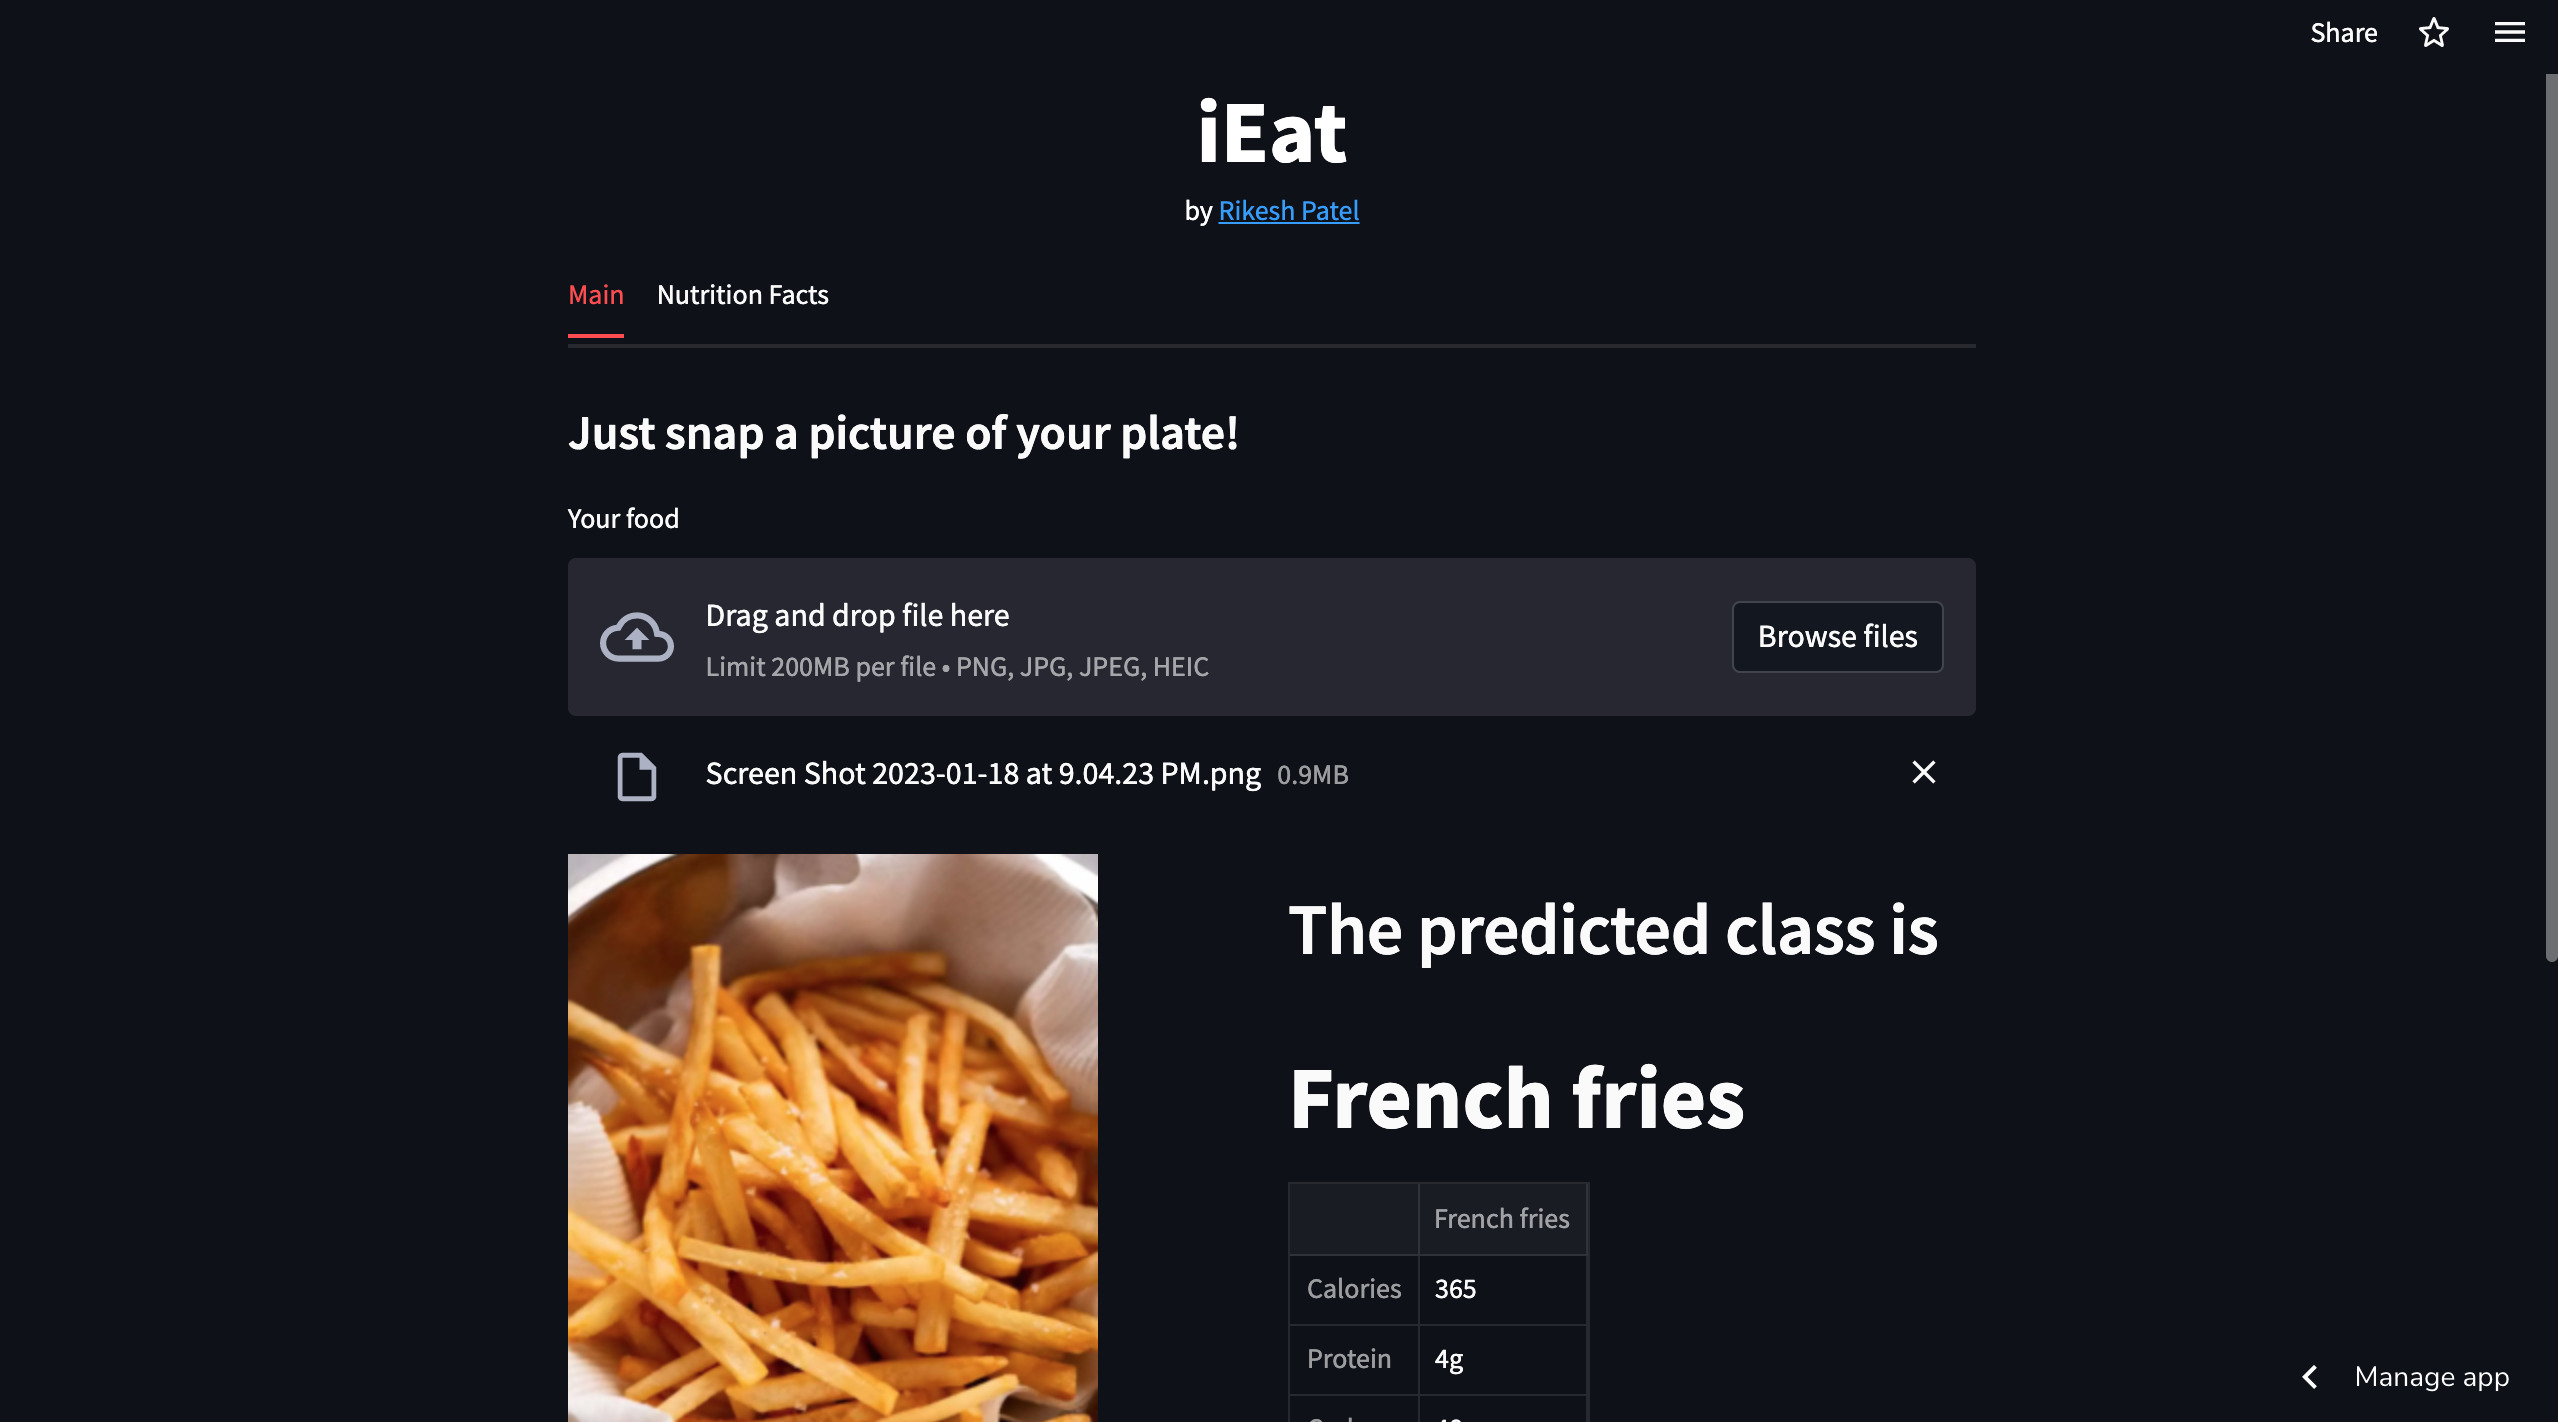 Share
iEat
by Rikesh Patel
Main Nutrition Facts
Just snap a picture of your plate!
Your food
Drag and drop file here
Limit 200MB per file • PNG, JPG, JPEG, HEIC
Browse files
Screen Shot 2023-01-18 at 9.04.23 PM.png 0.9MB
The predicted class is
French fries
French fries
Calories 365
Protein 4g
Manage app